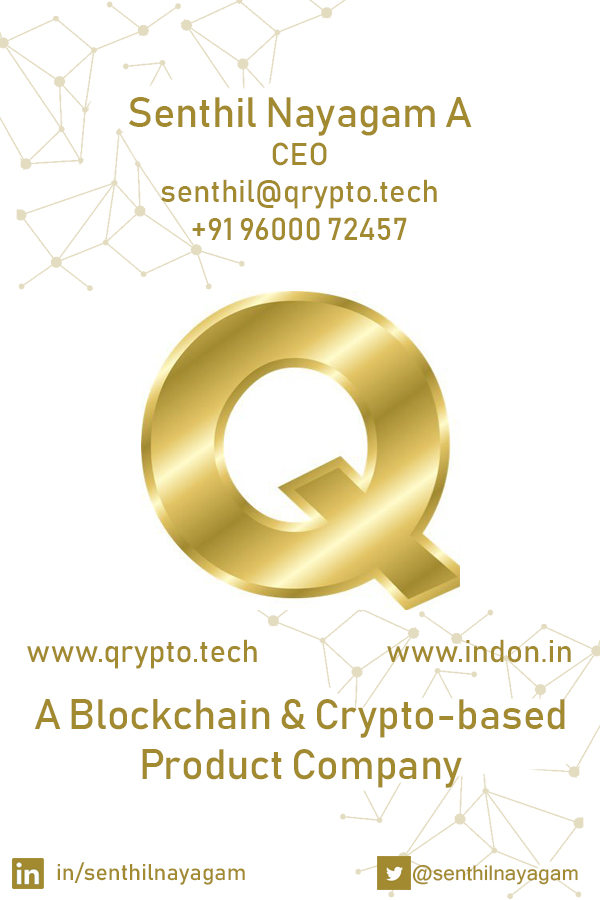 Senthil Nayagam A
CEO
senthil@qrypto.tech
+91 96000 72457
Q
www.qrypto.tech www.indon.in
A Blockchain & Crypto-based
Product Company
in in/senthilnayagam @senthilnayagam